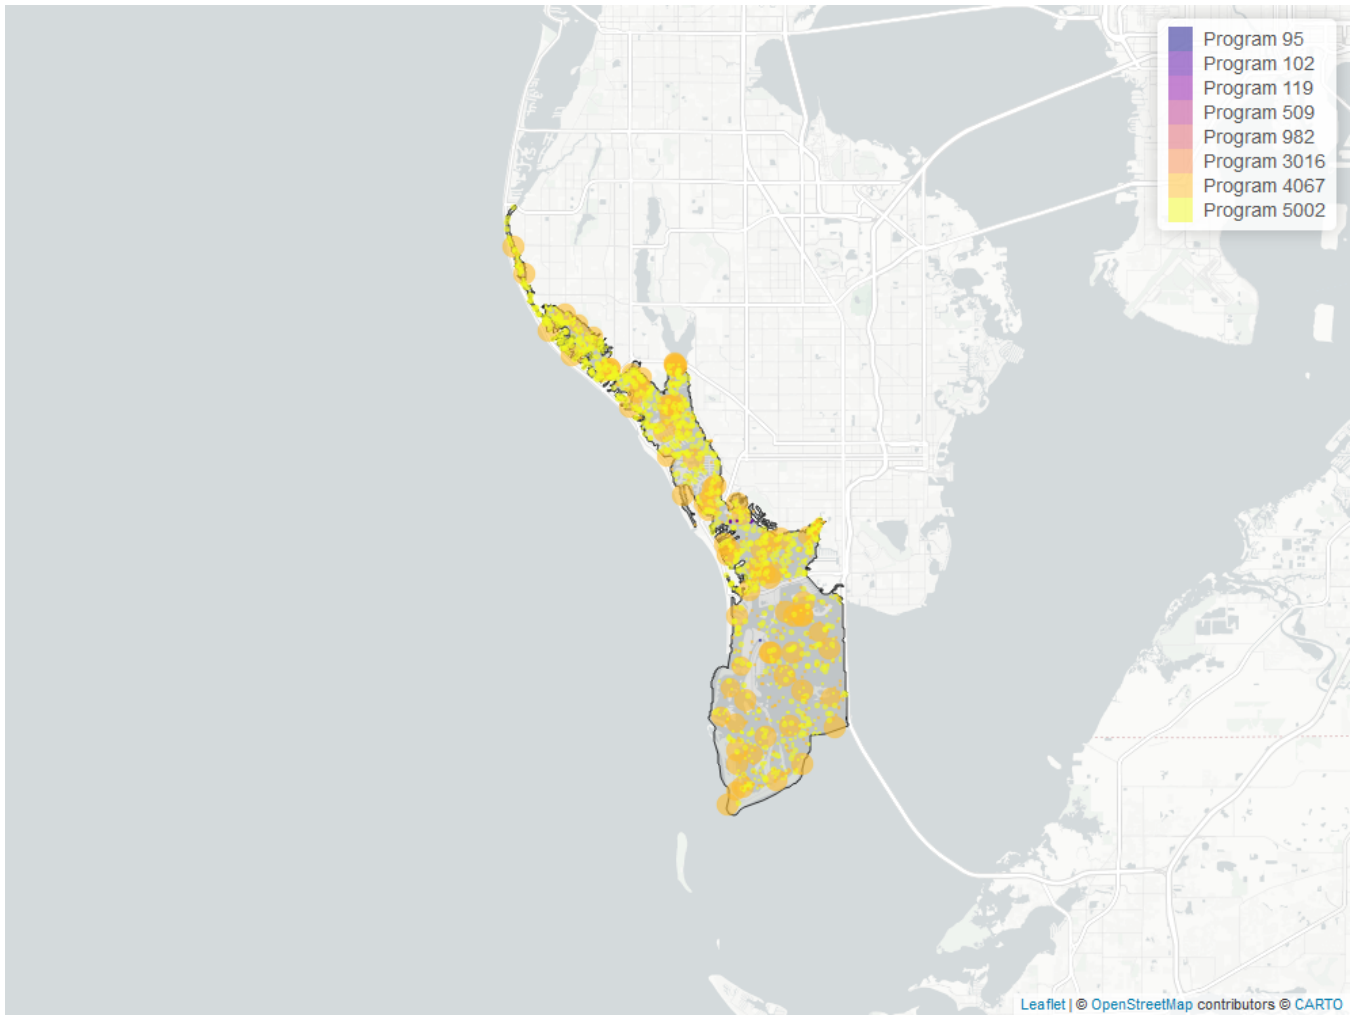 Program 95
Program 102
Program 119
Program 509
Program 982
Program 3016
Program 4067
Program 5002
Leaflet | © OpenStreetMap contributors © CARTO